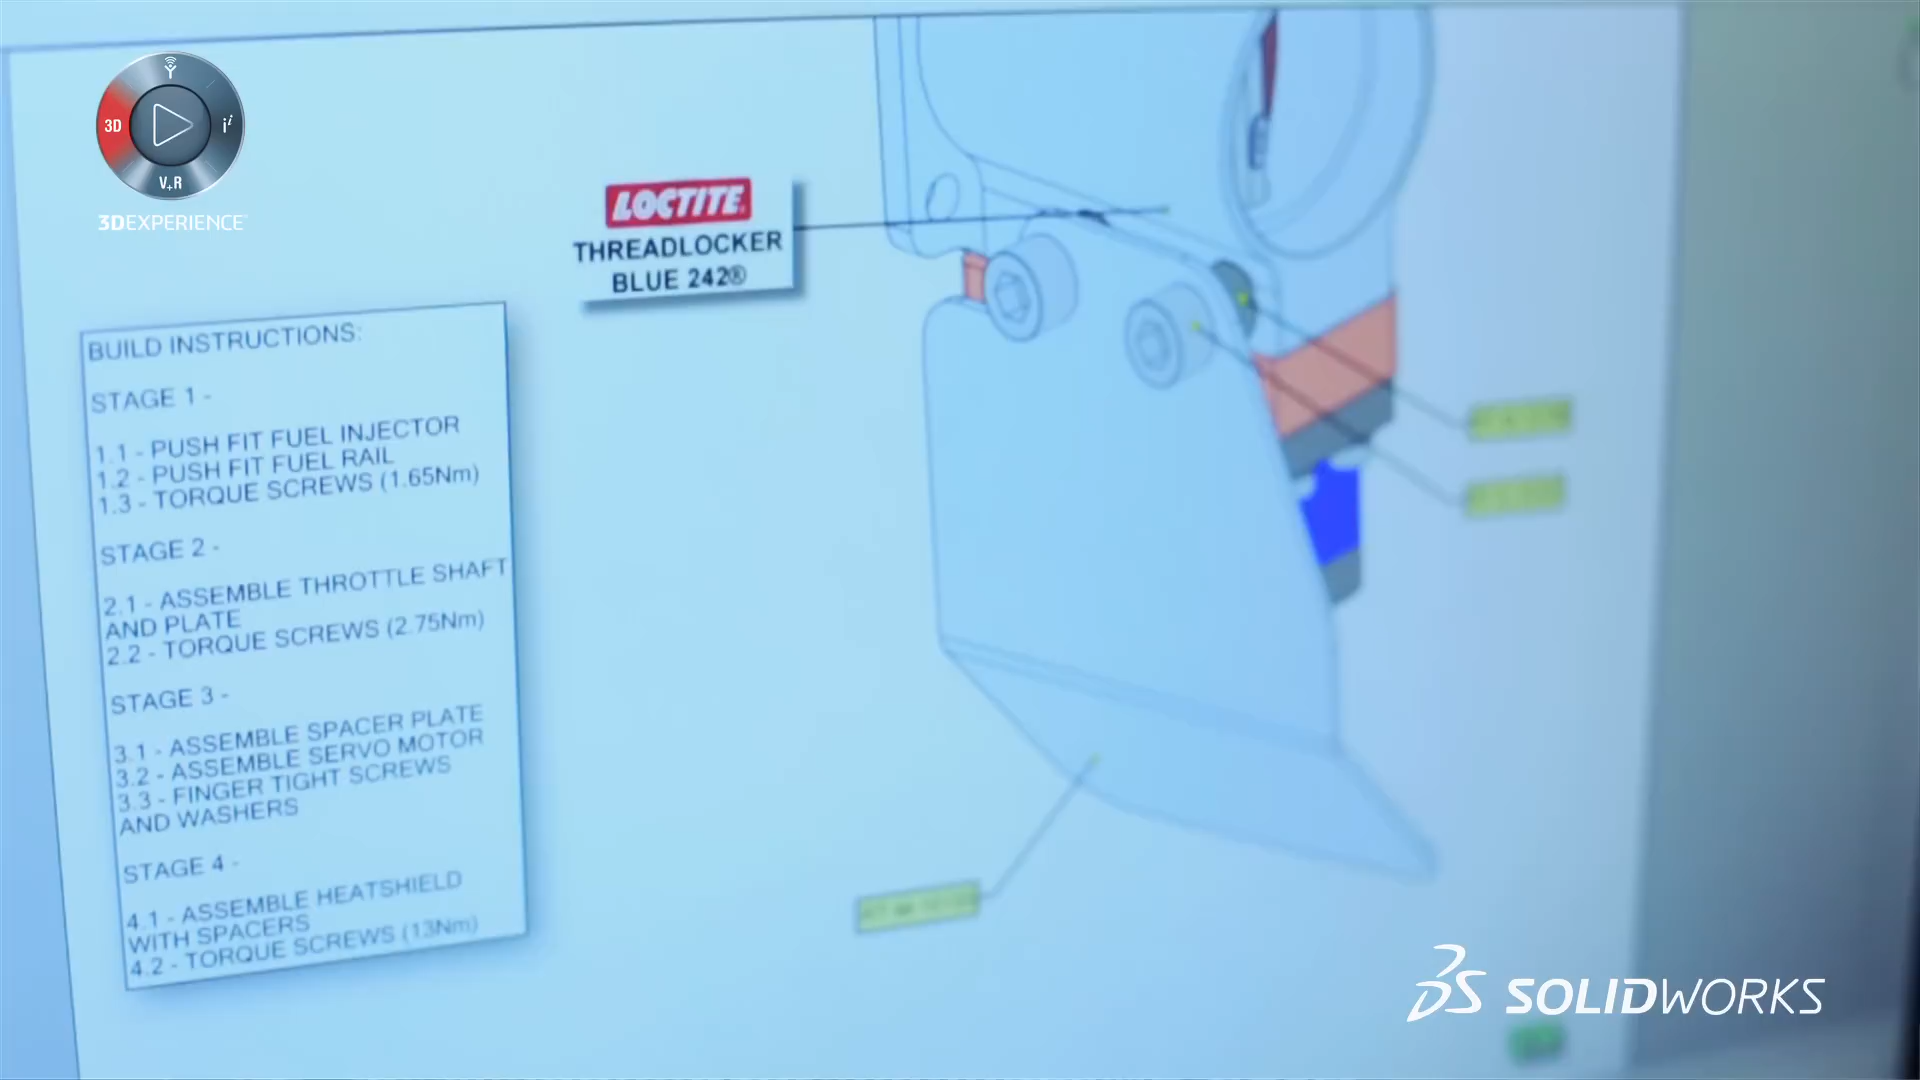 3D
i²
V+R
3DEXPERIENCE
LOCTITE
THREADLOCKER
BLUE 242®
BUILD INSTRUCTIONS:
STAGE 1 -
1.1 - PUSH FIT FUEL INJECTOR
1.2 - PUSH FIT FUEL RAIL
1.3 - TORQUE SCREWS (1.65Nm)
STAGE 2 -
2.1 - ASSEMBLE THROTTLE SHAFT
AND PLATE
2.2 - TORQUE SCREWS (2.75Nm)
STAGE 3 -
3.1 - ASSEMBLE SPACER PLATE
3.2 - ASSEMBLE SERVO MOTOR
3.3 - FINGER TIGHT SCREWS
AND WASHERS
STAGE 4 -
4.1 - ASSEMBLE HEATSHIELD
WITH SPACERS
4.2 - TORQUE SCREWS (13Nm)
SOLIDWORKS